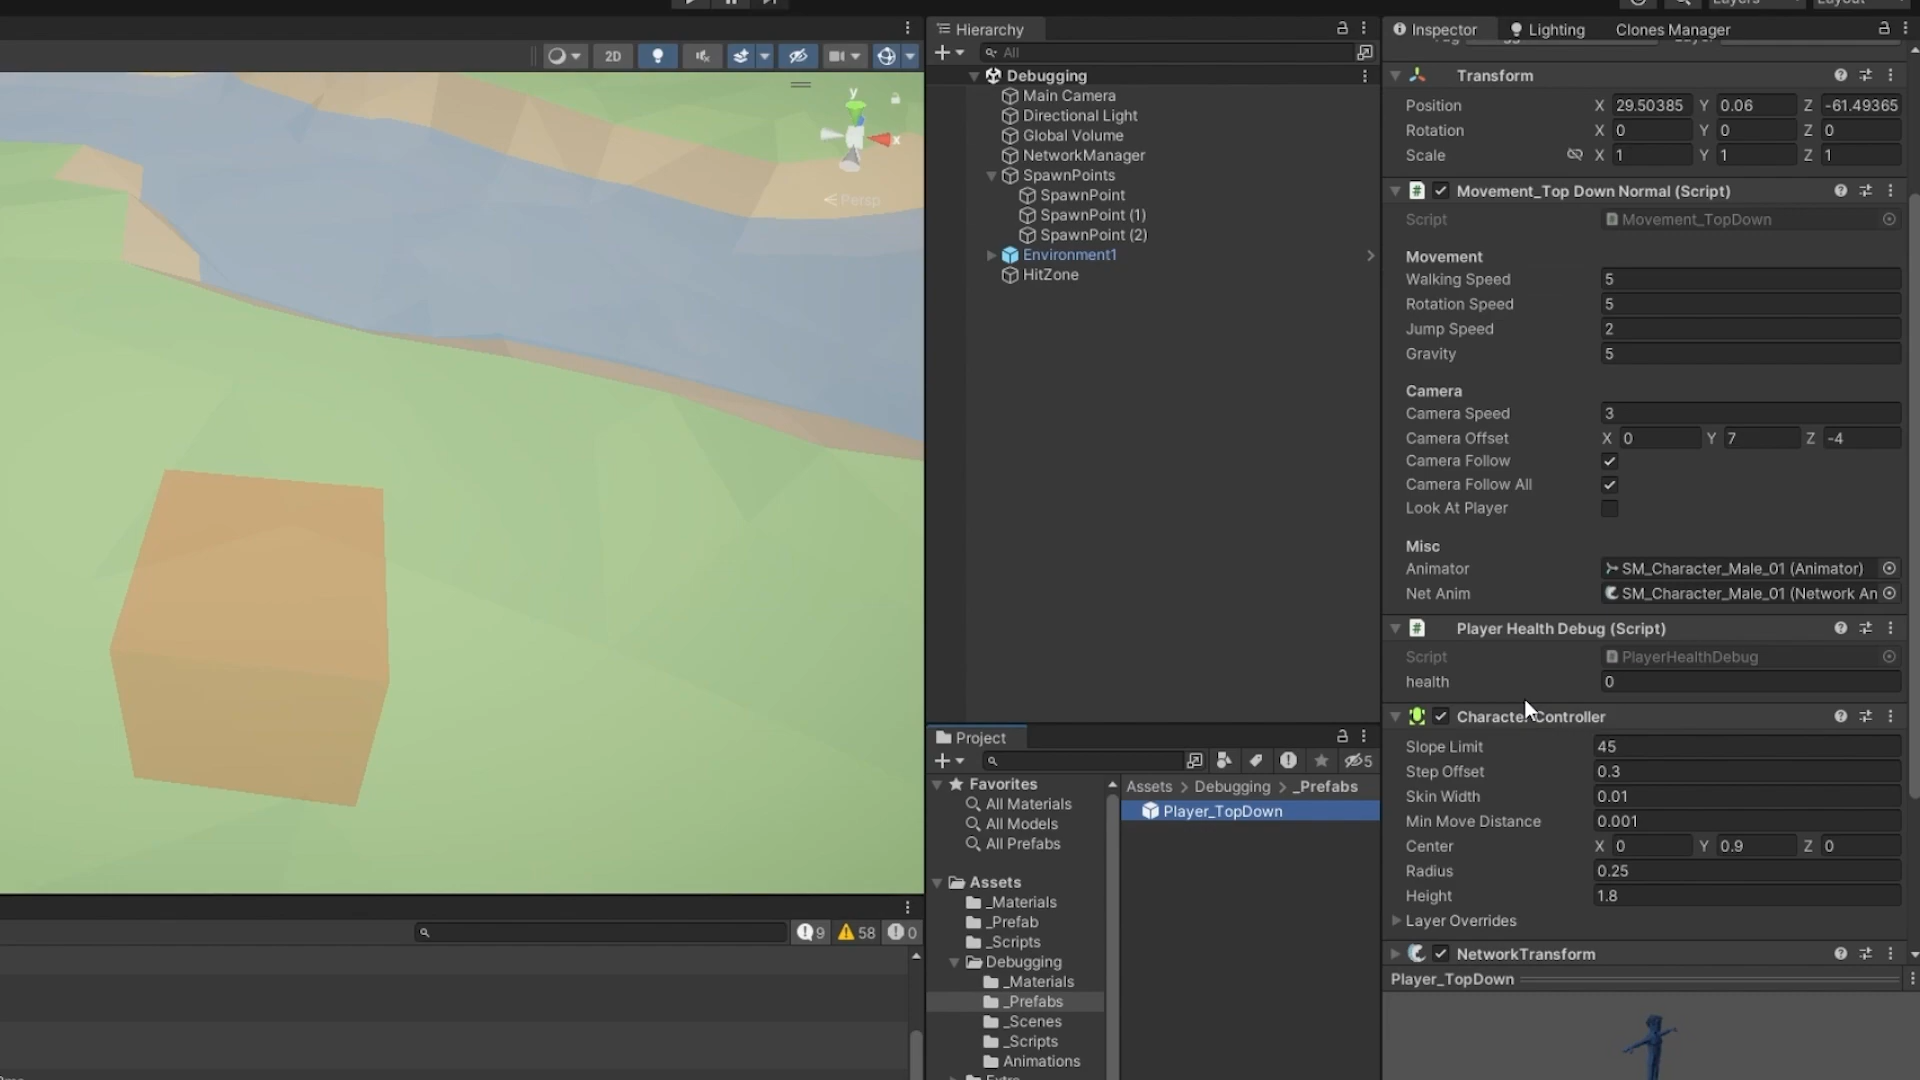 Hierarchy
All
Debugging
Main Camera
Directional Light
Global Volume
NetworkManager
SpawnPoints
SpawnPoint
SpawnPoint (1)
SpawnPoint (2)
Environment1
HitZone
2D
y
x
Persp
9
58
0
Project
5
Favorites
All Materials
All Models
All Prefabs
Assets
_Materials
_Prefab
_Scripts
Debugging
_Materials
_Prefabs
_Scenes
_Scripts
Animations
Assets > Debugging > _Prefabs
Player_TopDown
Layers
Layout
Inspector
Lighting
Clones Manager
Transform
Position X 29.50385 Y 0.06 Z -61.49365
Rotation X 0 Y 0 Z 0
Scale X 1 Y 1 Z 1
Movement_Top Down Normal (Script)
Script Movement_TopDown
Movement
Walking Speed 5
Rotation Speed 5
Jump Speed 2
Gravity 5
Camera
Camera Speed 3
Camera Offset X 0 Y 7 Z -4
Camera Follow
Camera Follow All
Look At Player
Misc
Animator SM_Character_Male_01 (Animator)
Net Anim SM_Character_Male_01 (Network An
Player Health Debug (Script)
Script PlayerHealthDebug
health 0
Character Controller
Slope Limit 45
Step Offset 0.3
Skin Width 0.01
Min Move Distance 0.001
Center X 0 Y 0.9 Z 0
Radius 0.25
Height 1.8
Layer Overrides
NetworkTransform
Player_TopDown